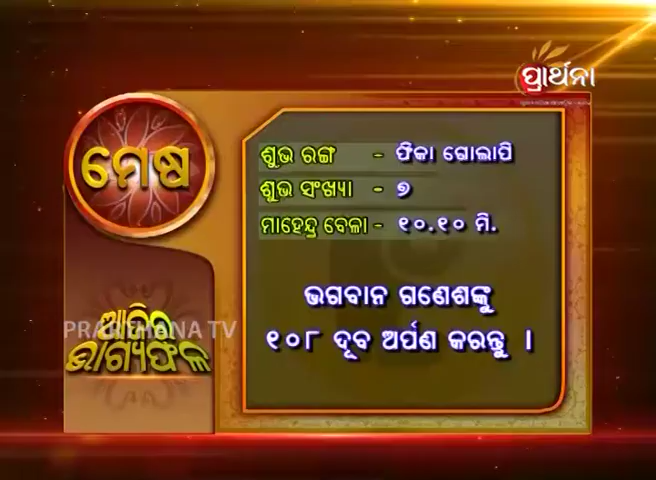 ପ୍ରାର୍ଥନା
ମେଷ
ଶୁଭ ରଙ୍ଗ - ଫିକା ଗୋଲାପି
ଶୁଭ ସଂଖ୍ୟା - ୭
ମାହେନ୍ଦ୍ର ବେଳା - ୧୦.୧୦ ମି.
ଭଗବାନ ଗଣେଶଙ୍କୁ
୧୦୮ ଦୂବ ଅର୍ପଣ କରନ୍ତୁ ।
ଆଜିର
PRARTHANA TV
ଭାଗ୍ୟଫଳ